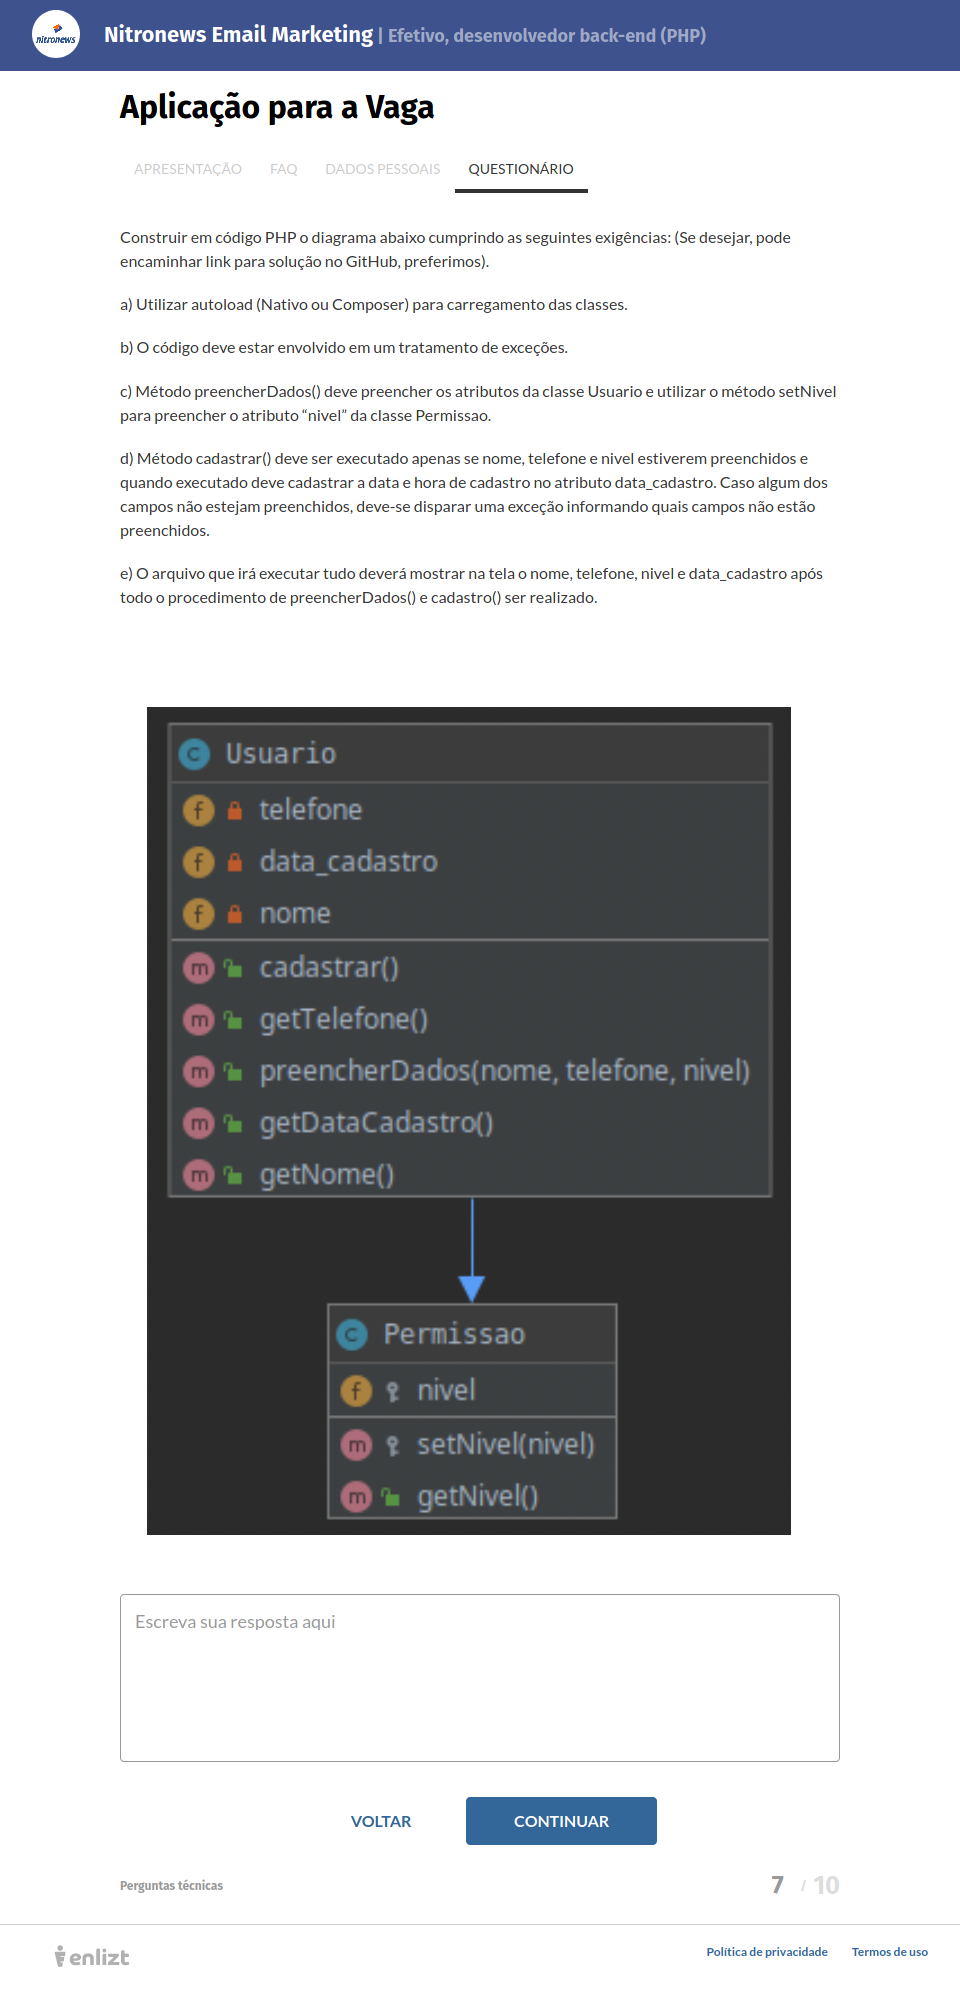 nitronews
Nitronews Email Marketing | Efetivo, desenvolvedor back-end (PHP)
Aplicação para a Vaga
APRESENTAÇÃO FAQ DADOS PESSOAIS QUESTIONÁRIO
Construir em código PHP o diagrama abaixo cumprindo as seguintes exigências: (Se desejar, pode
encaminhar link para solução no GitHub, preferimos).
a) Utilizar autoload (Nativo ou Composer) para carregamento das classes.
b) O código deve estar envolvido em um tratamento de exceções.
c) Método preencherDados() deve preencher os atributos da classe Usuario e utilizar o método setNivel
para preencher o atributo “nivel” da classe Permissao.
d) Método cadastrar() deve ser executado apenas se nome, telefone e nivel estiverem preenchidos e
quando executado deve cadastrar a data e hora de cadastro no atributo data_cadastro. Caso algum dos
campos não estejam preenchidos, deve-se disparar uma exceção informando quais campos não estão
preenchidos.
e) O arquivo que irá executar tudo deverá mostrar na tela o nome, telefone, nivel e data_cadastro após
todo o procedimento de preencherDados() e cadastro() ser realizado.
C Usuario
f telefone
f data_cadastro
f nome
m cadastrar()
m getTelefone()
m preencherDados(nome, telefone, nivel)
m getDataCadastro()
m getNome()
C Permissao
f nivel
m setNivel(nivel)
m getNivel()
Escreva sua resposta aqui
VOLTAR CONTINUAR
Perguntas técnicas 7 / 10
enlizt Política de privacidade Termos de uso